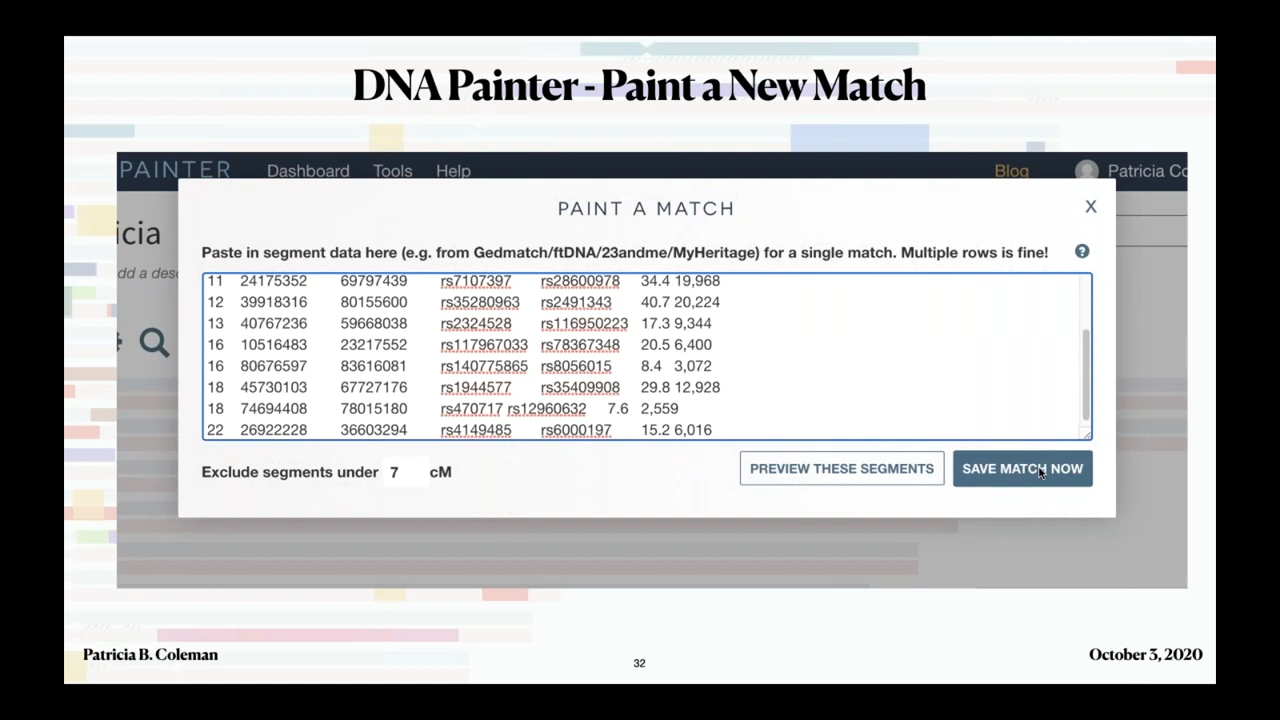 DNA Painter - Paint a New Match
PAINTER Dashboard Tools Help Blog Patricia Co
PAINT A MATCH X
icia
Paste in segment data here (e.g. from Gedmatch/ftDNA/23andme/MyHeritage) for a single match. Multiple rows is fine! ?
dd a desc
11 24175352 69797439 rs7107397 rs28600978 34.4 19,968
12 39918316 80155600 rs35280963 rs2491343 40.7 20,224
13 40767236 59668038 rs2324528 rs116950223 17.3 9,344
16 10516483 23217552 rs117967033 rs78367348 20.5 6,400
16 80676597 83616081 rs140775865 rs8056015 8.4 3,072
18 45730103 67727176 rs1944577 rs35409908 29.8 12,928
18 74694408 78015180 rs470717 rs12960632 7.6 2,559
22 26922228 36603294 rs4149485 rs6000197 15.2 6,016
Exclude segments under 7 cM PREVIEW THESE SEGMENTS SAVE MATCH NOW
Patricia B. Coleman 32 October 3, 2020